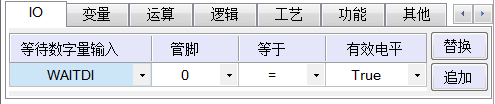 IO 变量 运算 逻辑 工艺 功能 其他
等待数字量输入 管脚 等于 有效电平 替换
WAITDI 0 = True 追加